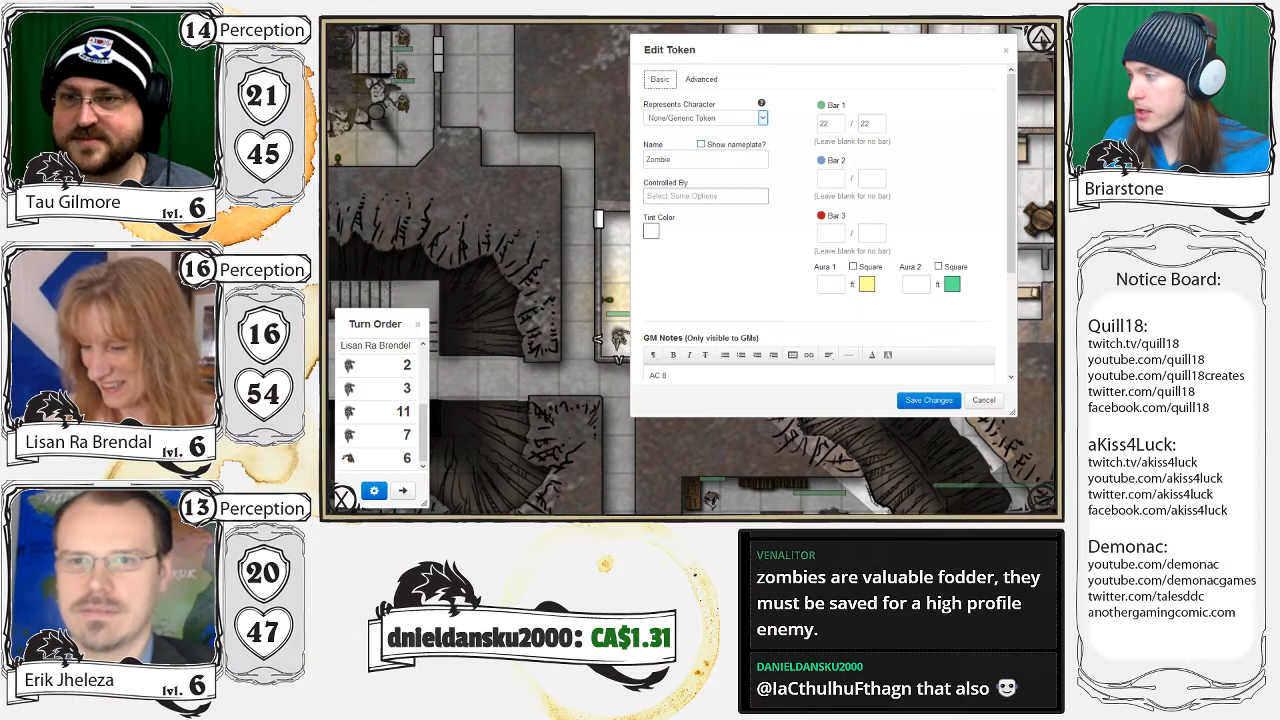 14 Perception
21
45
Tau Gilmore
lvl. 6
16 Perception
16
54
Lisan Ra Brendal
lvl. 6
13 Perception
20
47
Erik Jheleza
lvl. 6
Turn Order ×
Lisan Ra Brendel
2
3
11
7
6
X
Edit Token ×
Basic Advanced
Represents Character ?
None/Generic Token
Name Show nameplate?
Zombie
Controlled By
Select Some Options
Tint Color
Bar 1
22 / 22
(Leave blank for no bar)
Bar 2
/
(Leave blank for no bar)
Bar 3
/
(Leave blank for no bar)
Aura 1 Square Aura 2 Square
ft. ft
GM Notes (Only visible to GMs)
¶ B I T A A
AC:8
Save Changes Cancel
dnieldansku2000: CA$1.31
VENALITOR
zombies are valuable fodder, they
must be saved for a high profile
enemy.
DANIELDANSKU2000
@IaCthulhuFthagn that also
Briarstone
Notice Board:
Quill18:
twitch.tv/quill18
youtube.com/quill18
youtube.com/quill18creates
twitter.com/quill18
facebook.com/quill18
aKiss4Luck:
twitch.tv/akiss4luck
youtube.com/akiss4luck
twitter.com/akiss4luck
facebook.com/akiss4luck
Demonac:
youtube.com/demonac
youtube.com/demonacgames
twitter.com/talesddc
anothergamingcomic.com